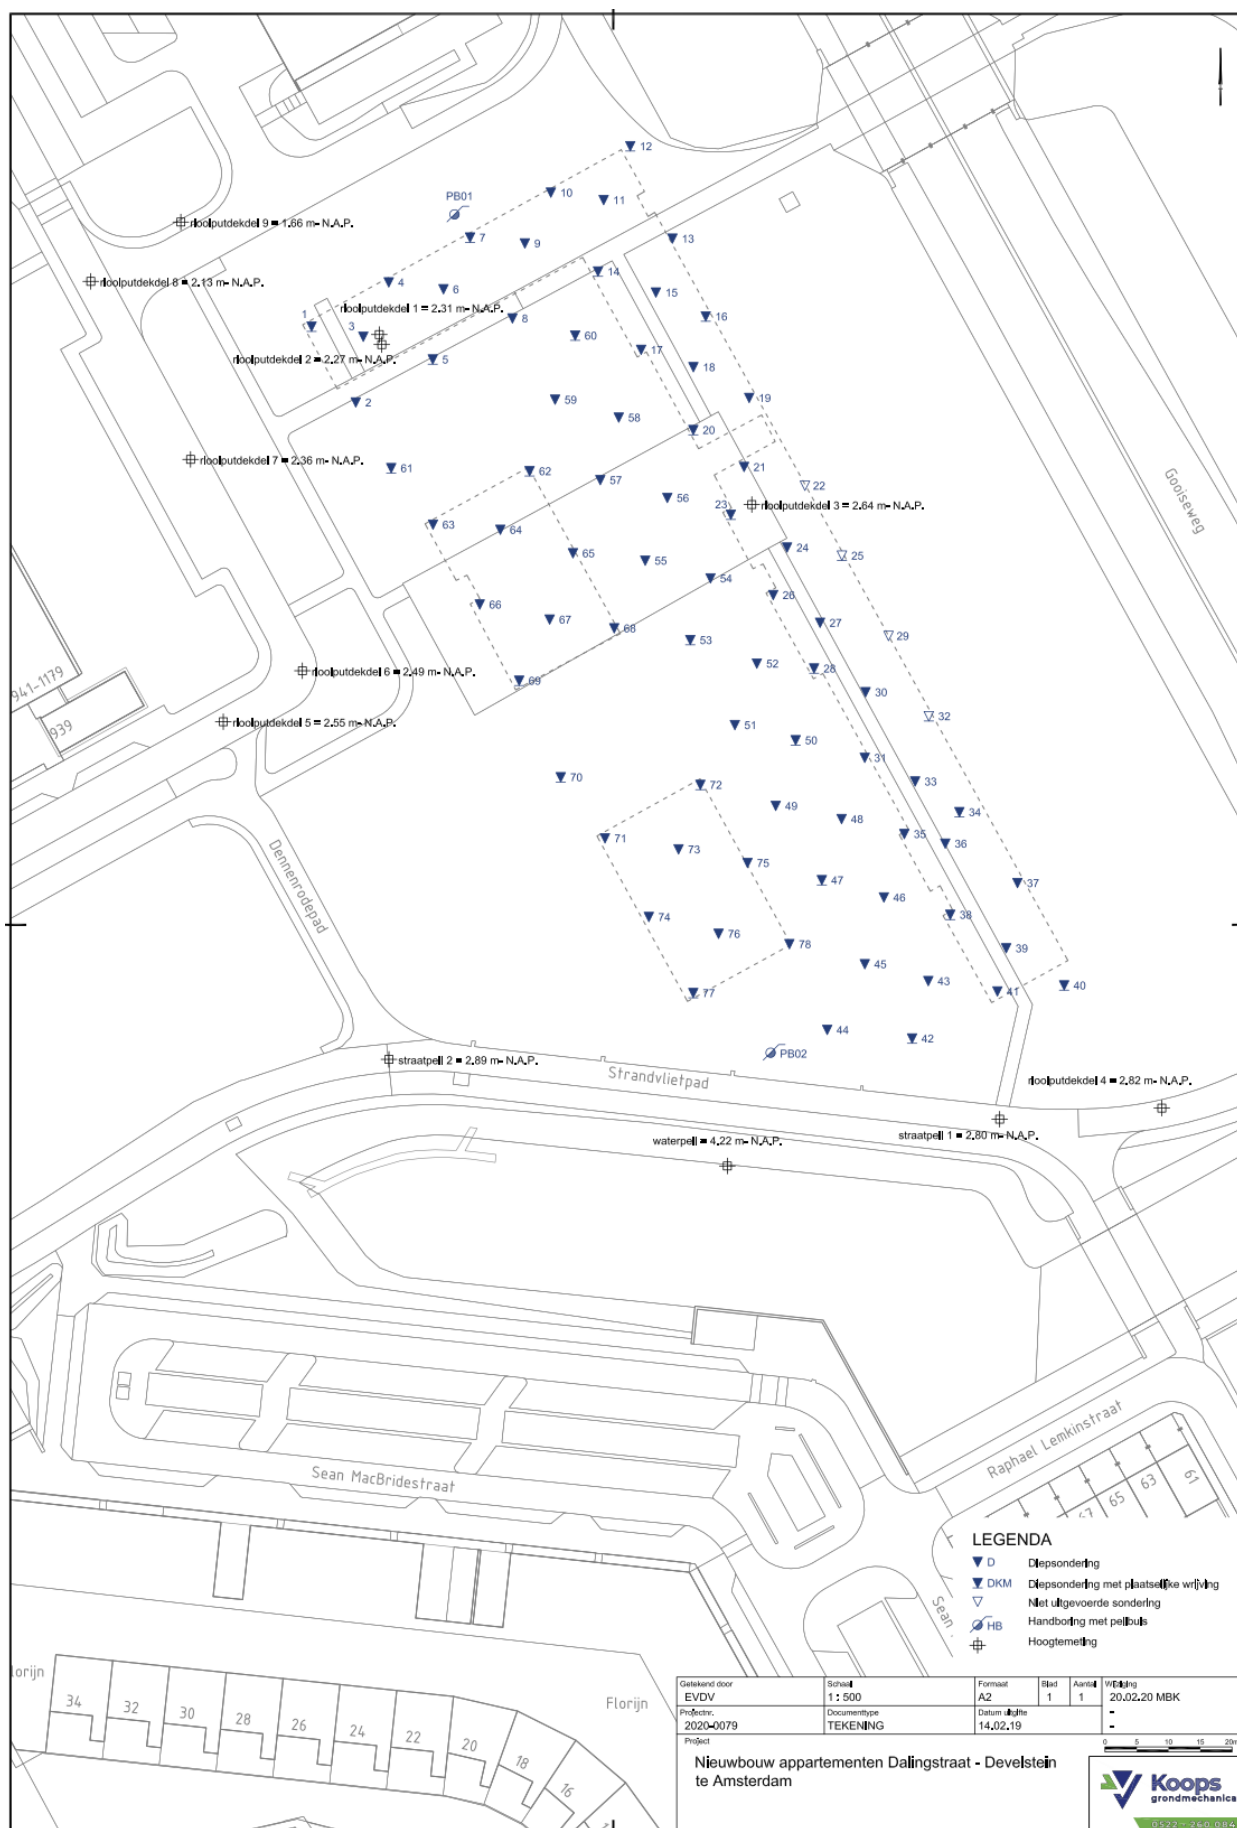 12
10
PB01
11
rioolputdekdel 9 = 1.66 m- N.A.P.
7
9
13
14
rioolputdekdel 8 = 2.13 m- N.A.P.
4
6
15
rioolputdekdel 1 = 2.31 m- N.A.P.
1
8
16
3
60
17
rioolputdekdel 2 = 2.27 m- N.A.P.
5
18
2
59
19
58
20
rioolputdekdel 7 = 2.36 m- N.A.P.
61
62
21
57
22
56
Gooiseweg
23
rioolputdekdel 3 = 2.64 m- N.A.P.
63
64
24
65
55
25
54
26
66
67
27
68
29
53
52
28
941-1179
rioolputdekdel 6 = 2.49 m- N.A.P.
69
30
939
rioolputdekdel 5 = 2.55 m- N.A.P.
51
32
50
31
70
72
33
49
34
48
71
35
36
73
75
Dennenrodepad
47
37
46
74
38
76
78
39
45
43
40
77
41
44
42
PB02
straatpeil 2 = 2.89 m- N.A.P.
Strandvlietpad
rioolputdekdel 4 = 2.82 m- N.A.P.
straatpeil 1 = 2.80 m- N.A.P.
waterpeil = 4.22 m- N.A.P.
Raphael Lemkinstraat
Sean MacBridestraat
61
63
65
67
LEGENDA
D Diepsondering
DKM Diepsondering met plaatselijke wrijving
Niet uitgevoerde sondering
HB Handboring met peilbuis
Hoogtemeting
Sean
lorijn
Florijn
34
32
30
28
26
24
22
20
18
16
Getekend door
EVDV
Schaal
1 : 500
Formaat
A2
Blad
1
Aantal
1
Wijziging
20.02.20 MBK
Projectnr.
2020-0079
Documenttype
TEKENING
Datum uitgifte
14.02.19
-
-
Project
Nieuwbouw appartementen Dalingstraat - Develstein
te Amsterdam
0 5 10 15 20m
Koops
grondmechanica
0522 - 260 084